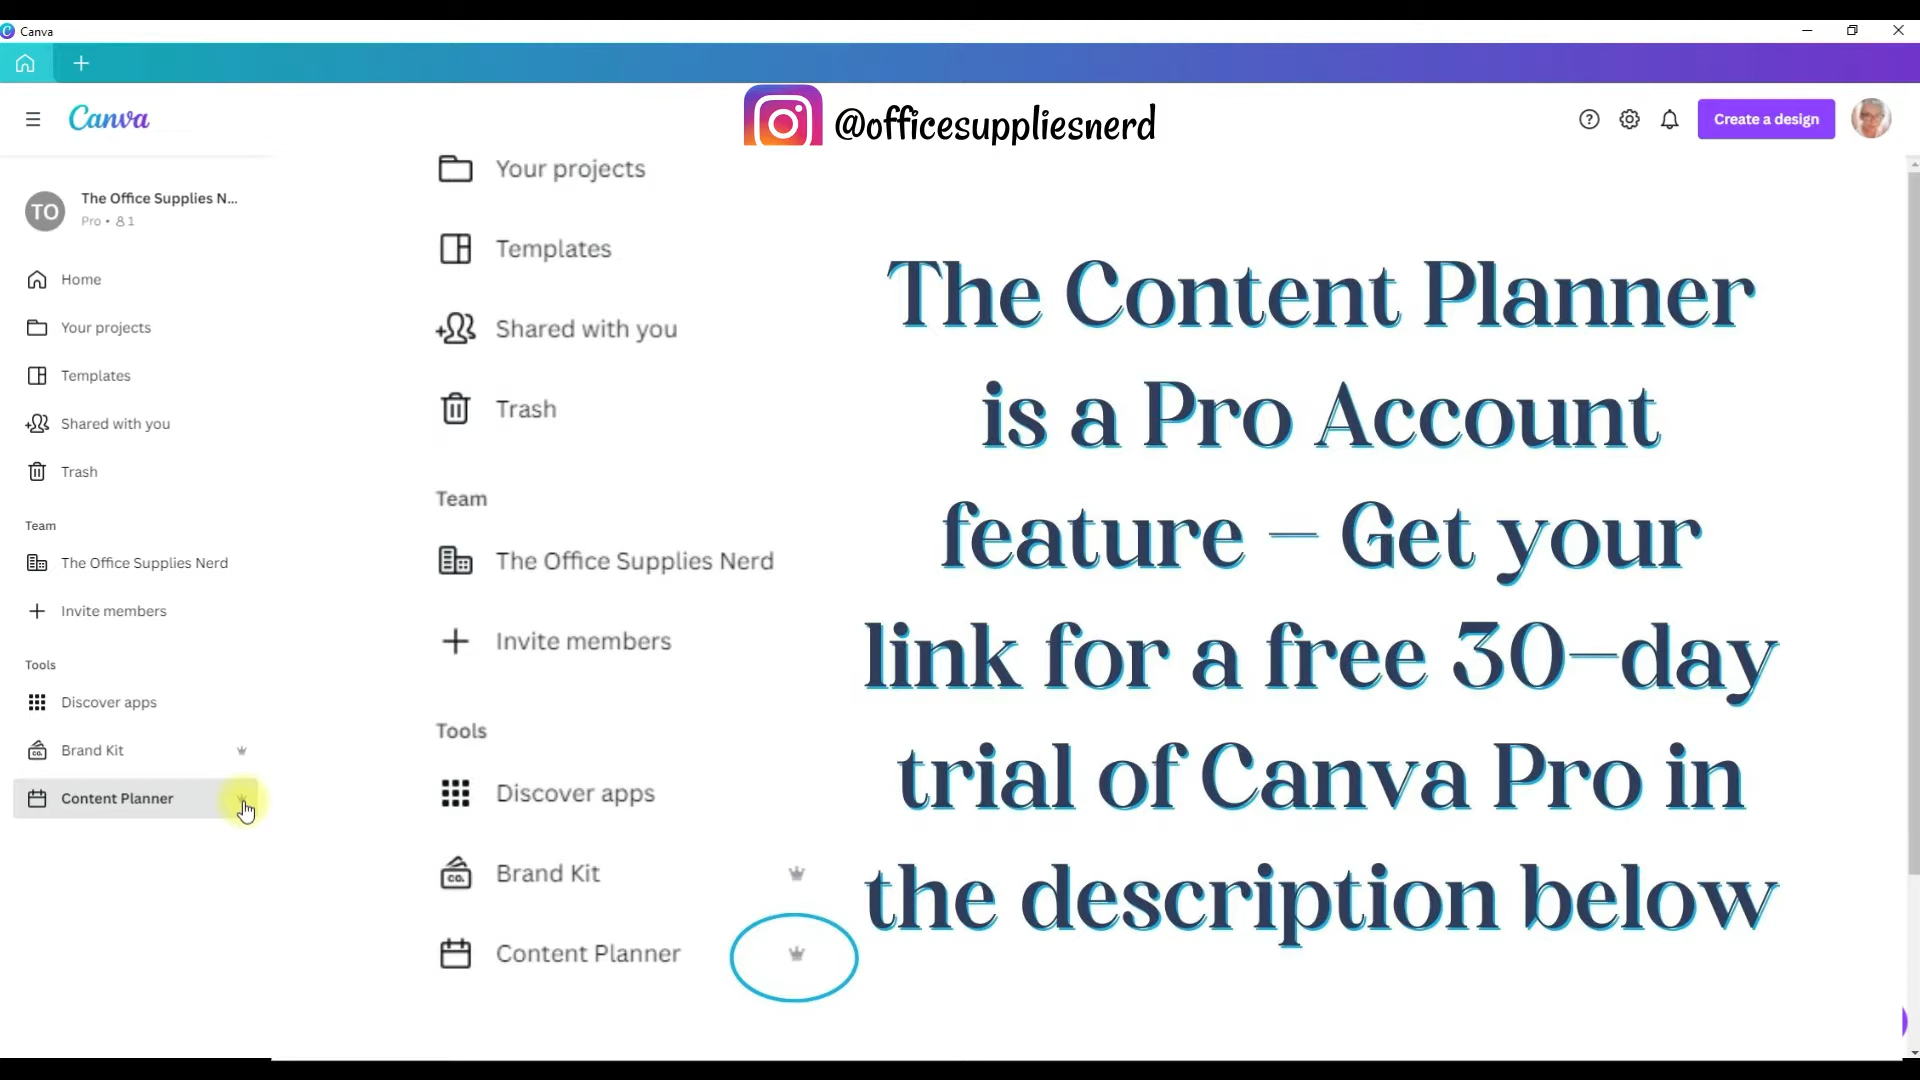 Canva
Canva
@officesuppliesnerd
Create a design
TO
The Office Supplies N...
Pro • 1
Home
Your projects
Templates
Shared with you
Trash
Team
The Office Supplies Nerd
Invite members
Tools
Discover apps
Brand Kit
Content Planner
Your projects
Templates
Shared with you
Trash
Team
The Office Supplies Nerd
Invite members
Tools
Discover apps
CO.
Brand Kit
Content Planner
The Content Planner
is a Pro Account
feature – Get your
link for a free 30–day
trial of Canva Pro in
the description below